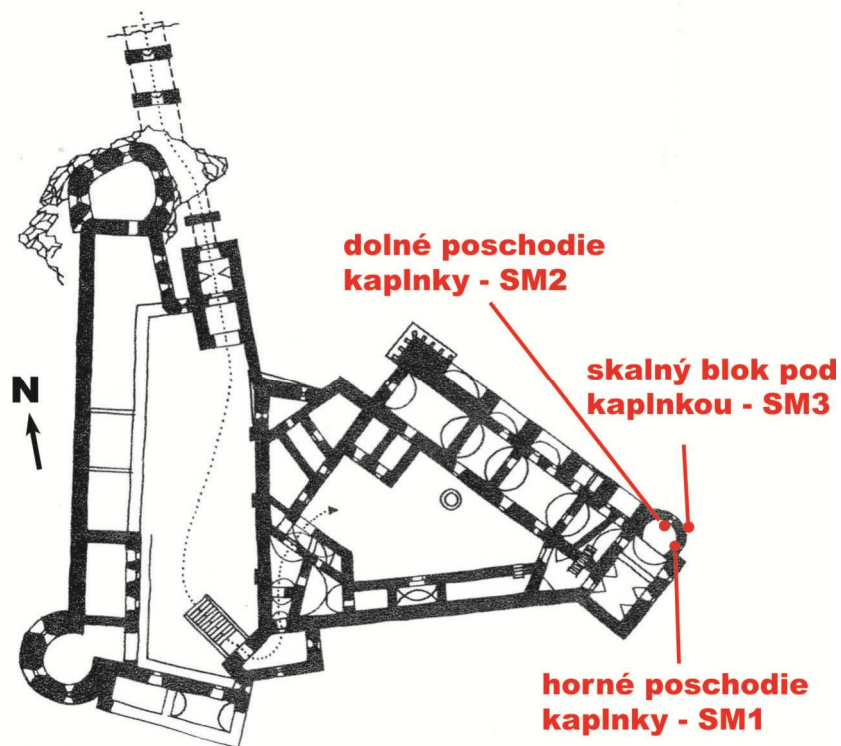 dolné poschodie
kaplnky - SM2
skalný blok pod
kaplnkou - SM3
N
horné poschodie
kaplnky - SM1